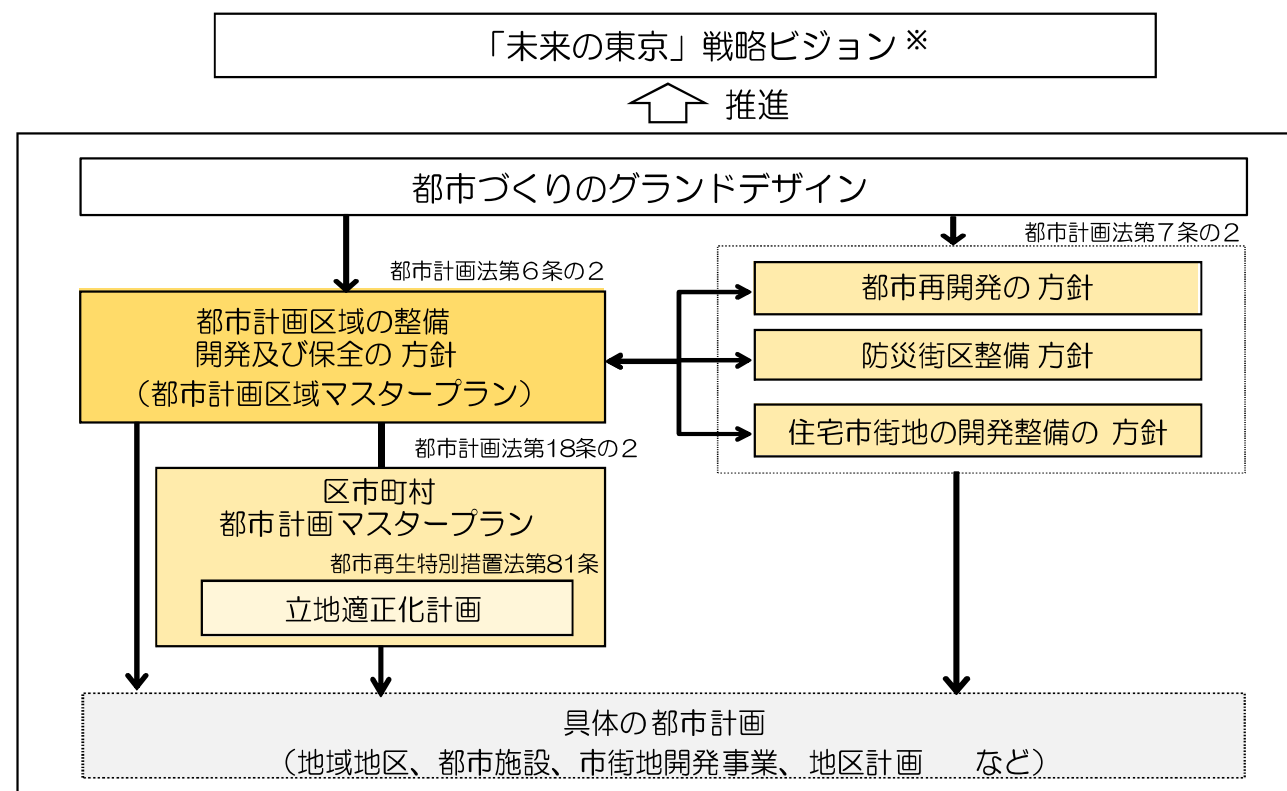 「未来の東京」戦略ビジョン※
推進
都市づくりのグランドデザイン
都市計画法第7条の2
都市計画法第6条の2
都市計画区域の整備
開発及び保全の 方針
（都市計画区域マスタープラン）
都市再開発の 方針
防災街区整備 方針
住宅市街地の開発整備の 方針
都市計画法第18条の2
区市町村
都市計画マスタープラン
都市再生特別措置法第81条
立地適正化計画
具体の都市計画
（地域地区、都市施設、市街地開発事業、地区計画　　など）